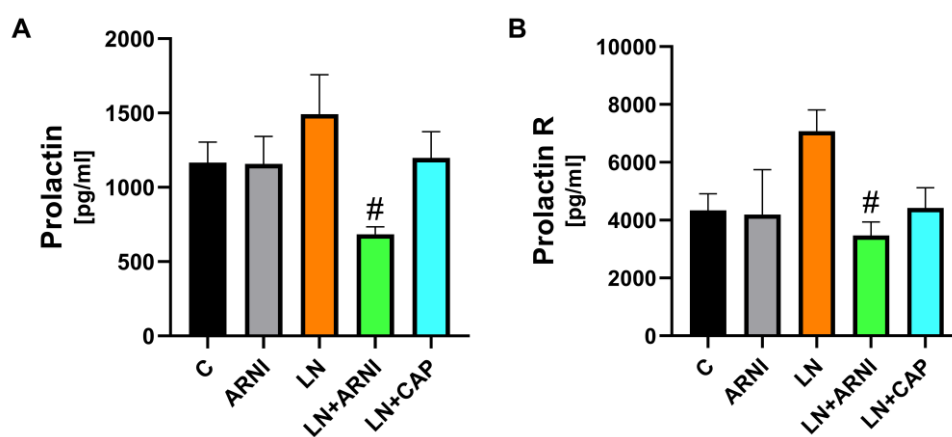 A
Prolactin
[pg/ml]
2000
1500
1000
500
0
#
C
ARNI
LN
LN+ARNI
LN+CAP
B
Prolactin R
[pg/ml]
10000
8000
6000
4000
2000
0
#
C
ARNI
LN
LN+ARNI
LN+CAP